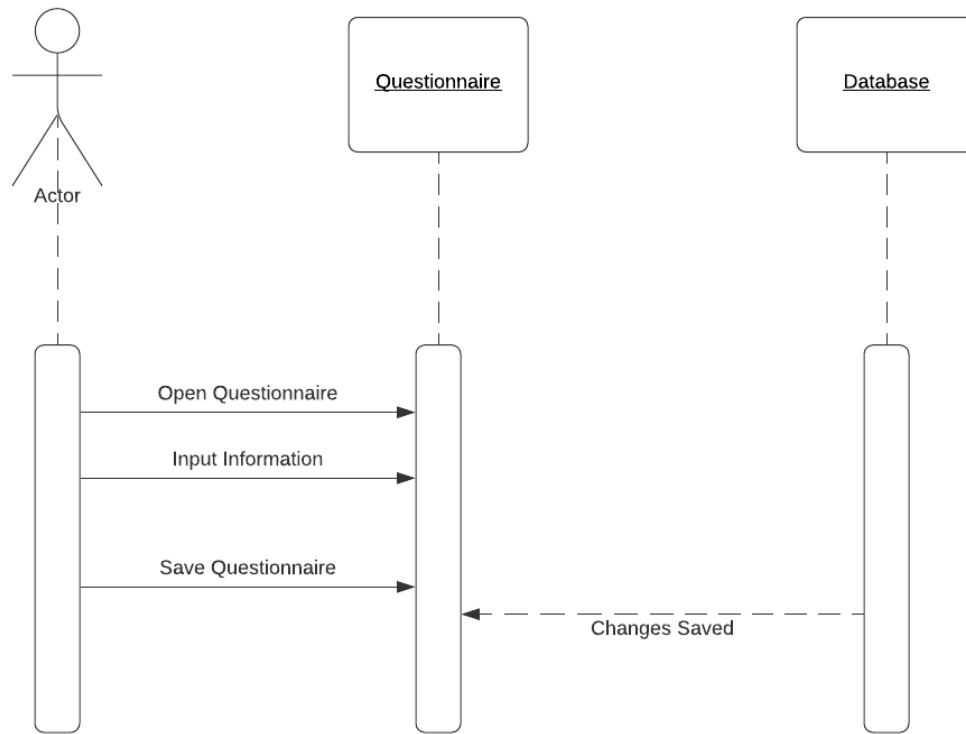 Questionnaire
Database
Actor
Open Questionnaire
Input Information
Save Questionnaire
Changes Saved